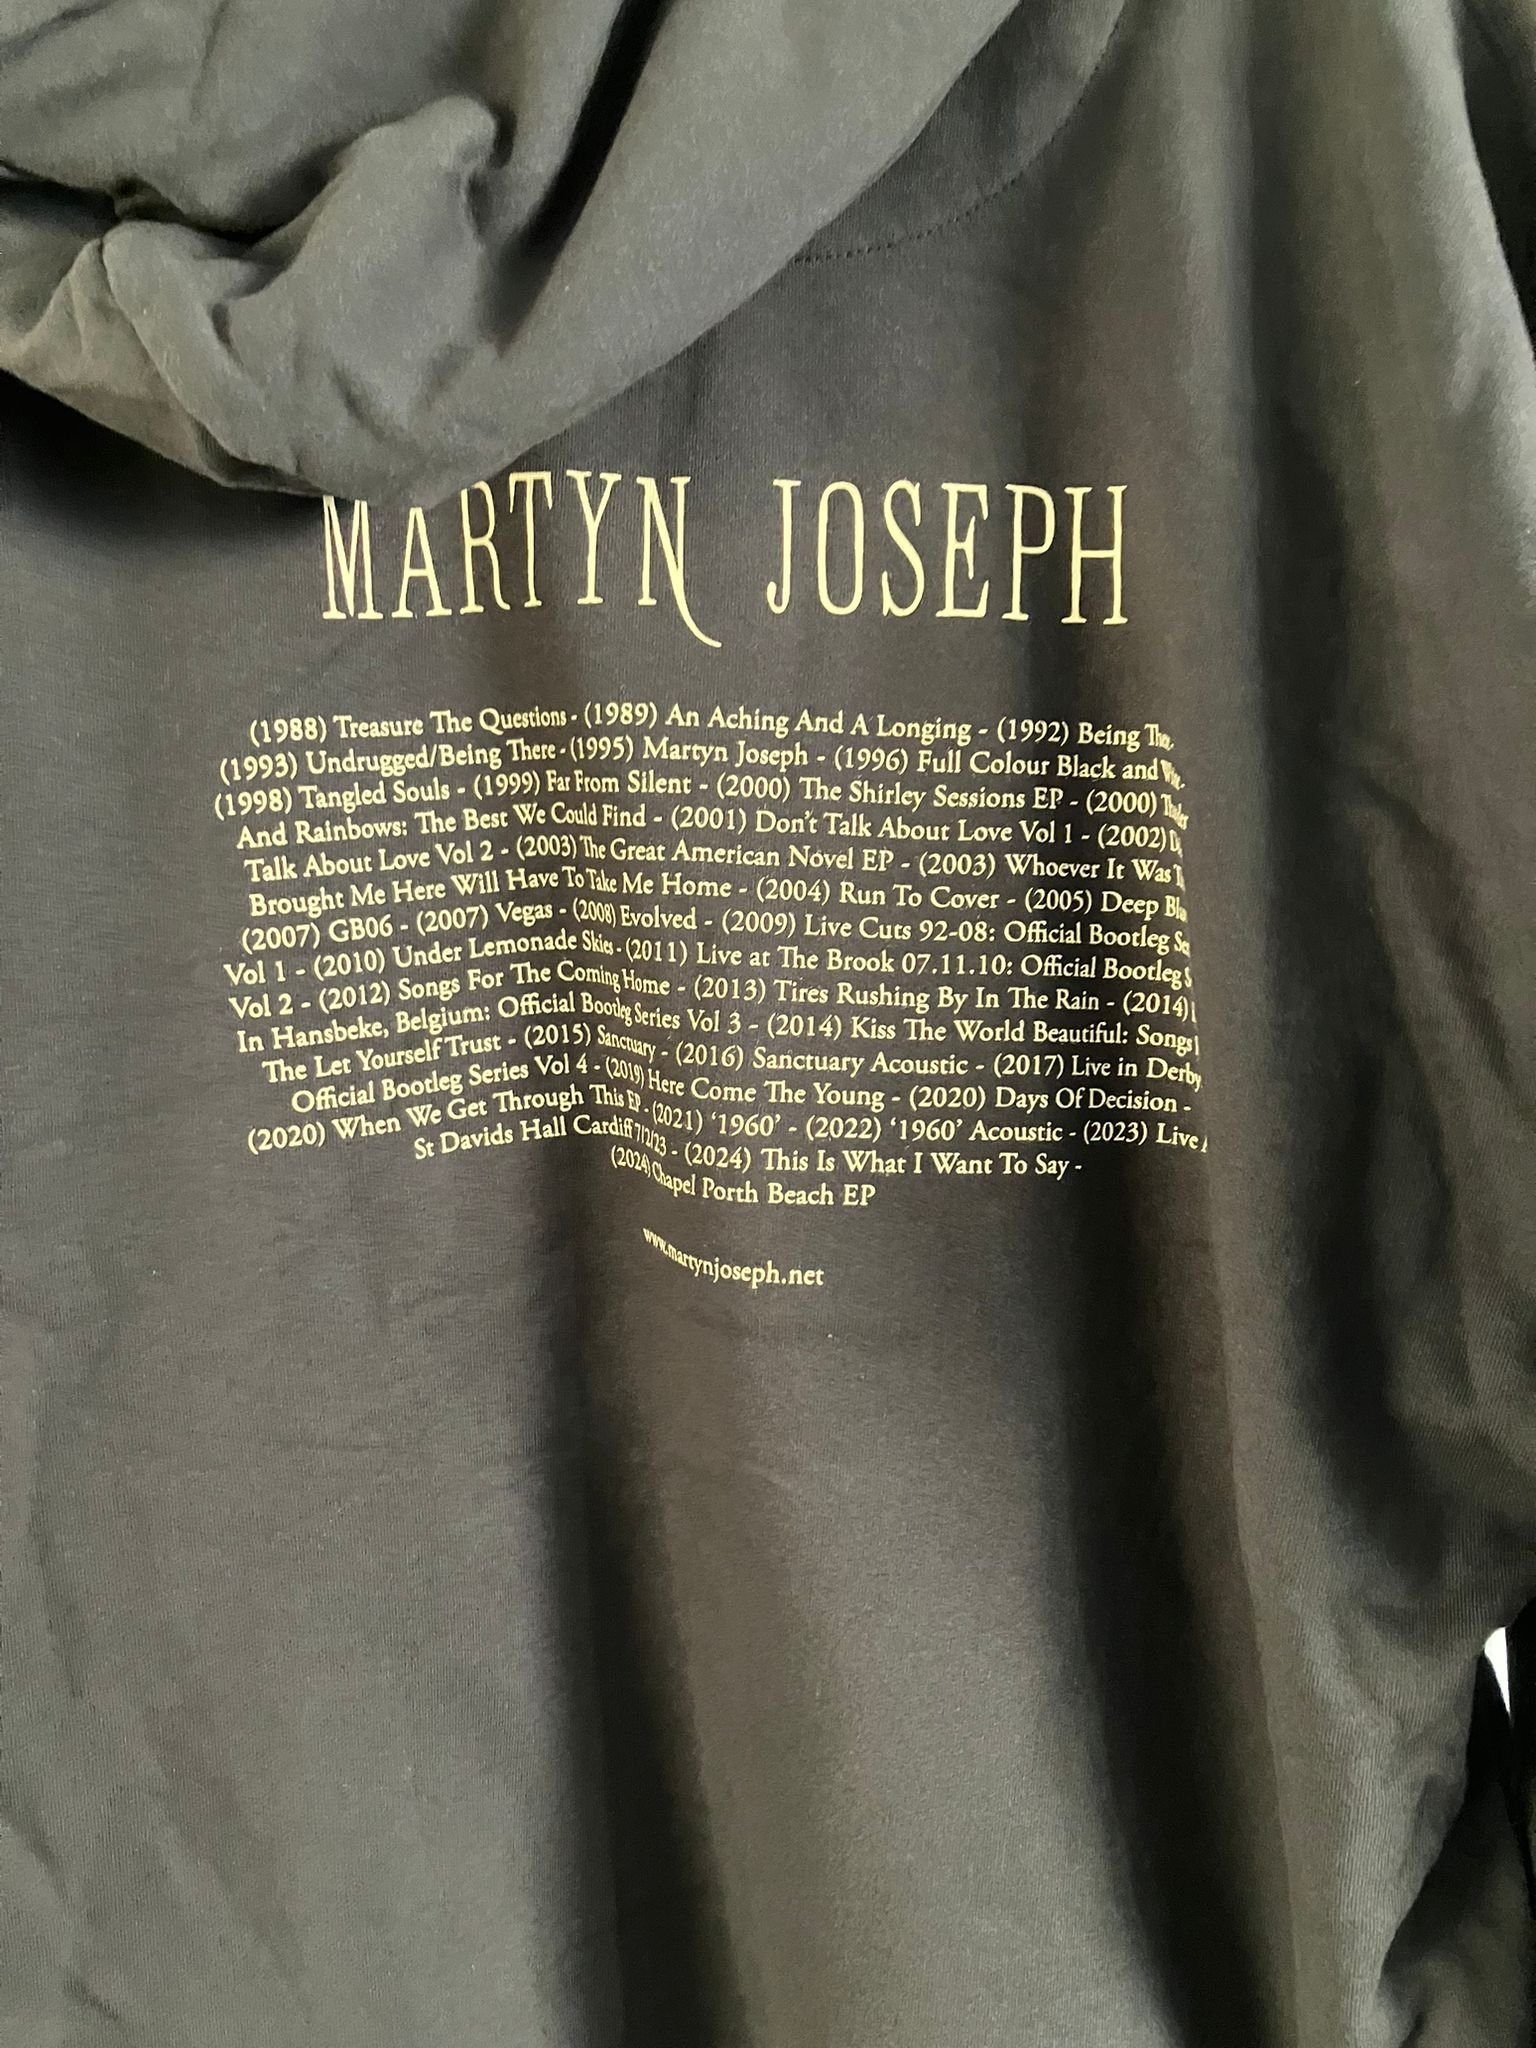 MARTYN JOSEPH
(1988) Treasure The Questions - (1989) An Aching And A Longing - (1992) Being
(1993) Undrugged/Being There - (1995) Martyn Joseph - (1996) Full Colour Black and
(1998) Tangled Souls - (1999) Far From Silent - (2000) The Shirley Sessions EP - (2000)
And Rainbows: The Best We Could Find - (2001) Don't Talk About Love Vol 1 - (2002)
Talk About Love Vol 2 - (2003) The Great American Novel EP - (2003) Whoever It Was
Brought Me Here Will Have To Take Me Home - (2004) Run To Cover - (2005) Deep
(2007) GB06 - (2007) Vegas - (2008) Evolved - (2009) Live Cuts 92-08: Official Bootleg
Vol 1 - (2010) Under Lemonade Skies - (2011) Live at The Brook 07.11.10: Official Bootleg
Vol 2 - (2012) Songs For The Coming Home - (2013) Tires Rushing By In The Rain - (2014)
In Hansbeke, Belgium: Official Bootleg Series Vol 3 - (2014) Kiss The World Beautiful: Songs
The Let Yourself Trust - (2015) Sanctuary - (2016) Sanctuary Acoustic - (2017) Live in Derby
Official Bootleg Series Vol 4 - (2019) Here Come The Young - (2020) Days Of Decision -
(2020) When We Get Through This EP - (2021) '1960' - (2022) '1960' Acoustic - (2023) Live
St Davids Hall Cardiff 7/2/23 - (2024) This Is What I Want To Say -
(2024) Chapel Porth Beach EP
www.martynjoseph.net